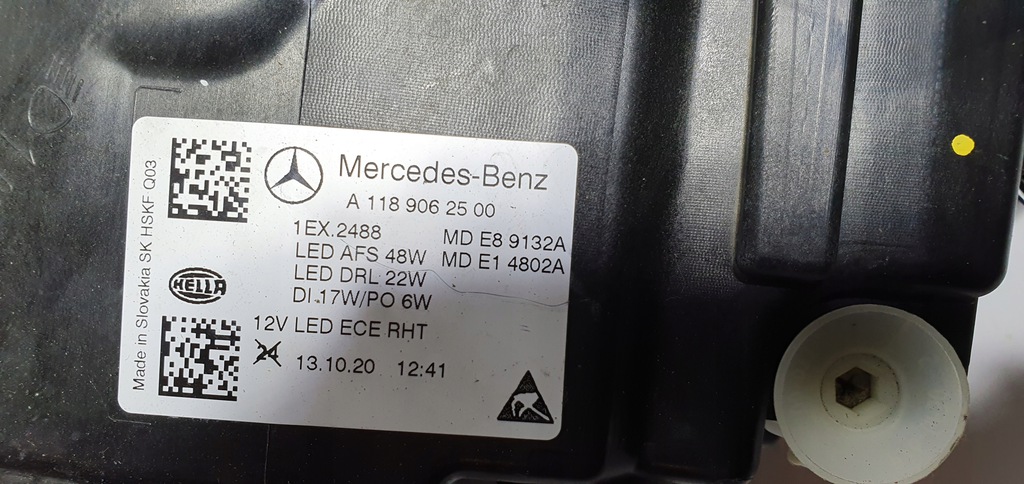 Made in Slovakia SK HSKF Q03
Mercedes-Benz
A 118 906 25 00
1EX.2488 MD E8 9132A
LED AFS 48W MD E1 4802A
LED DRL 22W
DI.17W/PO 6W
HELLA
12V LED ECE RHT
24 13.10.20 12:41